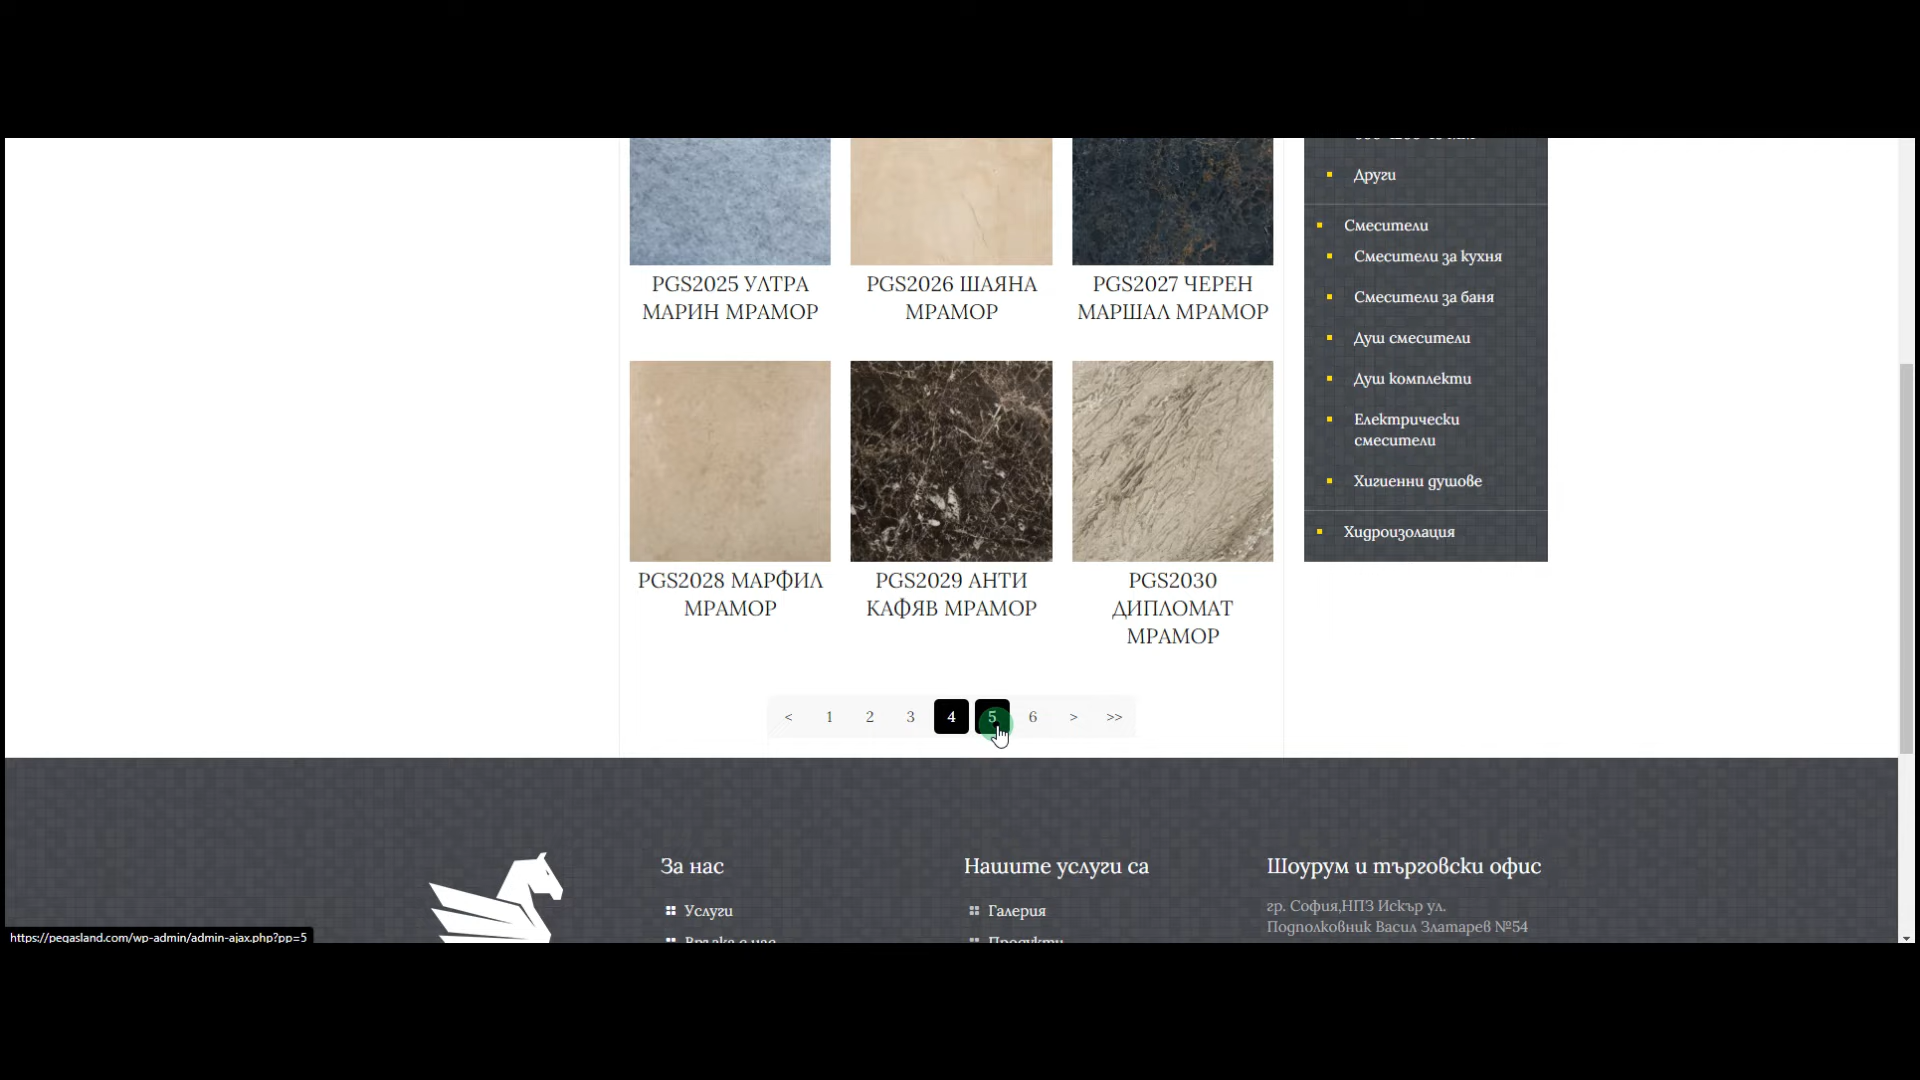 Други
Смесители
Смесители за кухня
Смесители за баня
Душ смесители
Душ комплекти
Електрически
смесители
Хигиенни душове
Хидроизолация
PGS2025 УЛТРА
МАРИН МРАМОР
PGS2026 ШАЯНА
МРАМОР
PGS2027 ЧЕРЕН
МАРШАЛ МРАМОР
PGS2028 МАРФИЛ
МРАМОР
PGS2029 АНТИ
КАФЯВ МРАМОР
PGS2030
ДИПЛОМАТ
МРАМОР
< 1 2 3 4 5 6 > >>
За нас
Услуги
Връзка с нас
Нашите услуги са
Галерия
Продукти
Шоурум и търговски офис
гр. София,НПЗ Искър ул.
Подполковник Васил Златарев №54
https://pegasland.com/wp-admin/admin-ajax.php?pp=5